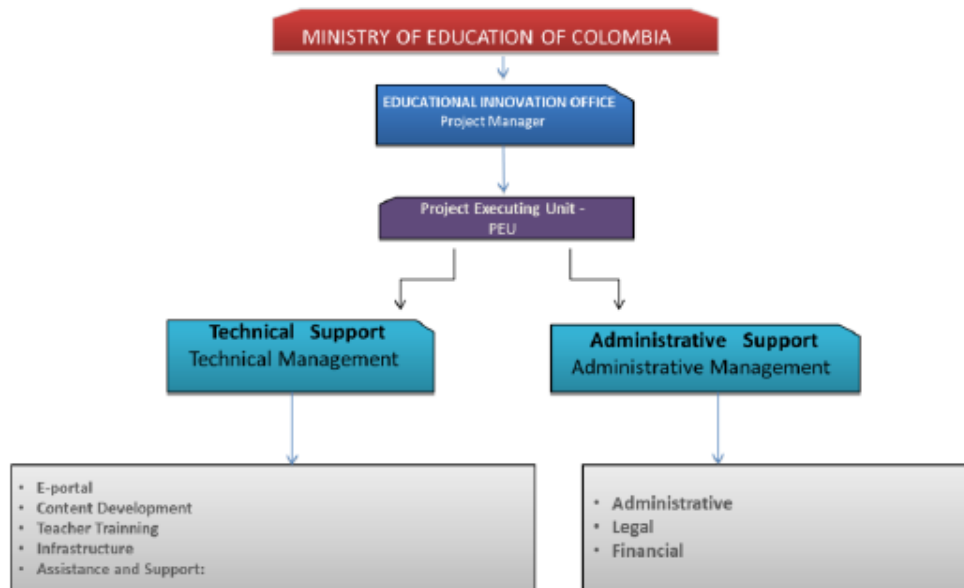 MINISTRY OF EDUCATION OF COLOMBIA
EDUCATIONAL INNOVATION OFFICE
Project Manager
Project Executing Unit -
PEU
Technical Support
Technical Management
Administrative Support
Administrative Management
• E-portal
• Content Development
• Teacher Trainning
• Infrastructure
• Assistance and Support:
• Administrative
• Legal
• Financial